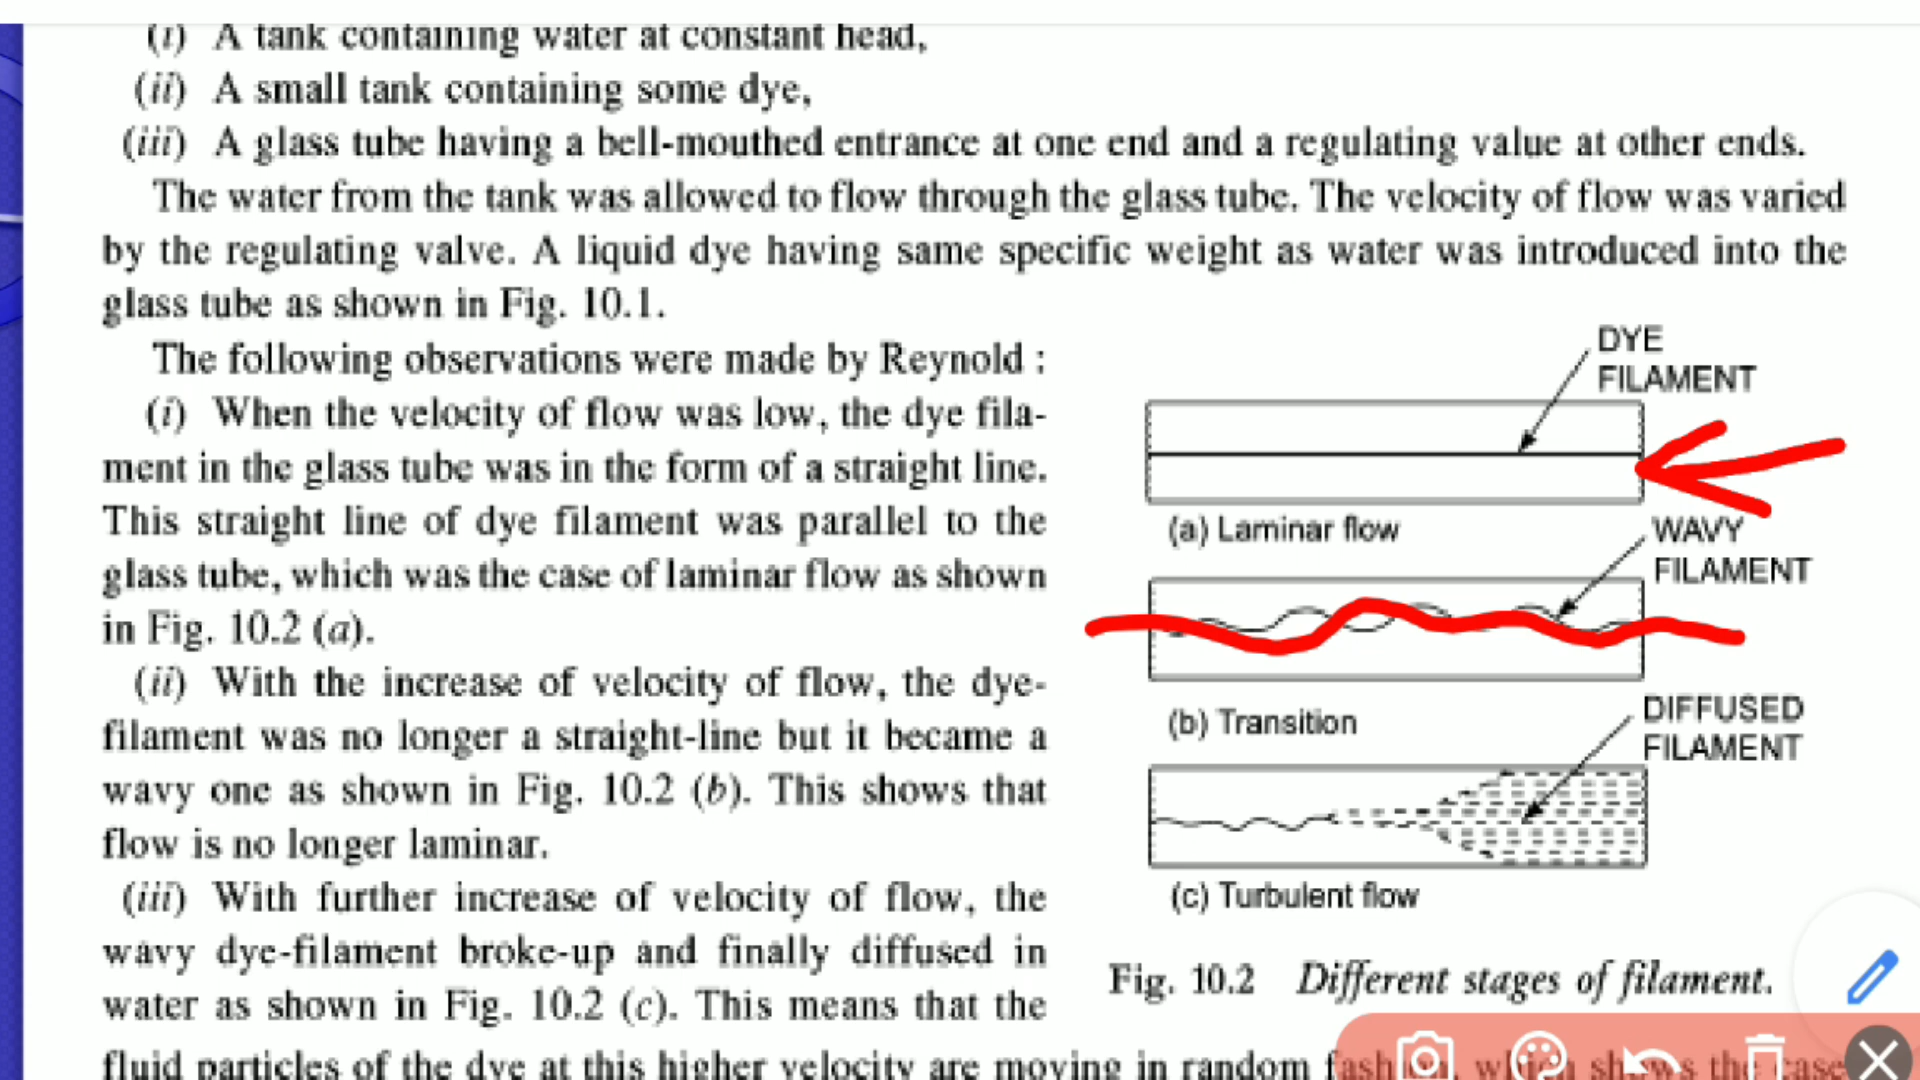 (i) A tank containing water at constant head,
(ii) A small tank containing some dye,
(iii) A glass tube having a bell-mouthed entrance at one end and a regulating value at other ends.
The water from the tank was allowed to flow through the glass tube. The velocity of flow was varied
by the regulating valve. A liquid dye having same specific weight as water was introduced into the
glass tube as shown in Fig. 10.1.
The following observations were made by Reynold :
(i) When the velocity of flow was low, the dye fila-
ment in the glass tube was in the form of a straight line.
This straight line of dye filament was parallel to the
glass tube, which was the case of laminar flow as shown
in Fig. 10.2 (a).
(ii) With the increase of velocity of flow, the dye-
filament was no longer a straight-line but it became a
wavy one as shown in Fig. 10.2 (b). This shows that
flow is no longer laminar.
(iii) With further increase of velocity of flow, the
wavy dye-filament broke-up and finally diffused in
water as shown in Fig. 10.2 (c). This means that the
fluid particles of the dye at this higher velocity are moving in random fashion, which shows the case
DYE
FILAMENT
(a) Laminar flow
WAVY
FILAMENT
(b) Transition
DIFFUSED
FILAMENT
(c) Turbulent flow
Fig. 10.2 Different stages of filament.